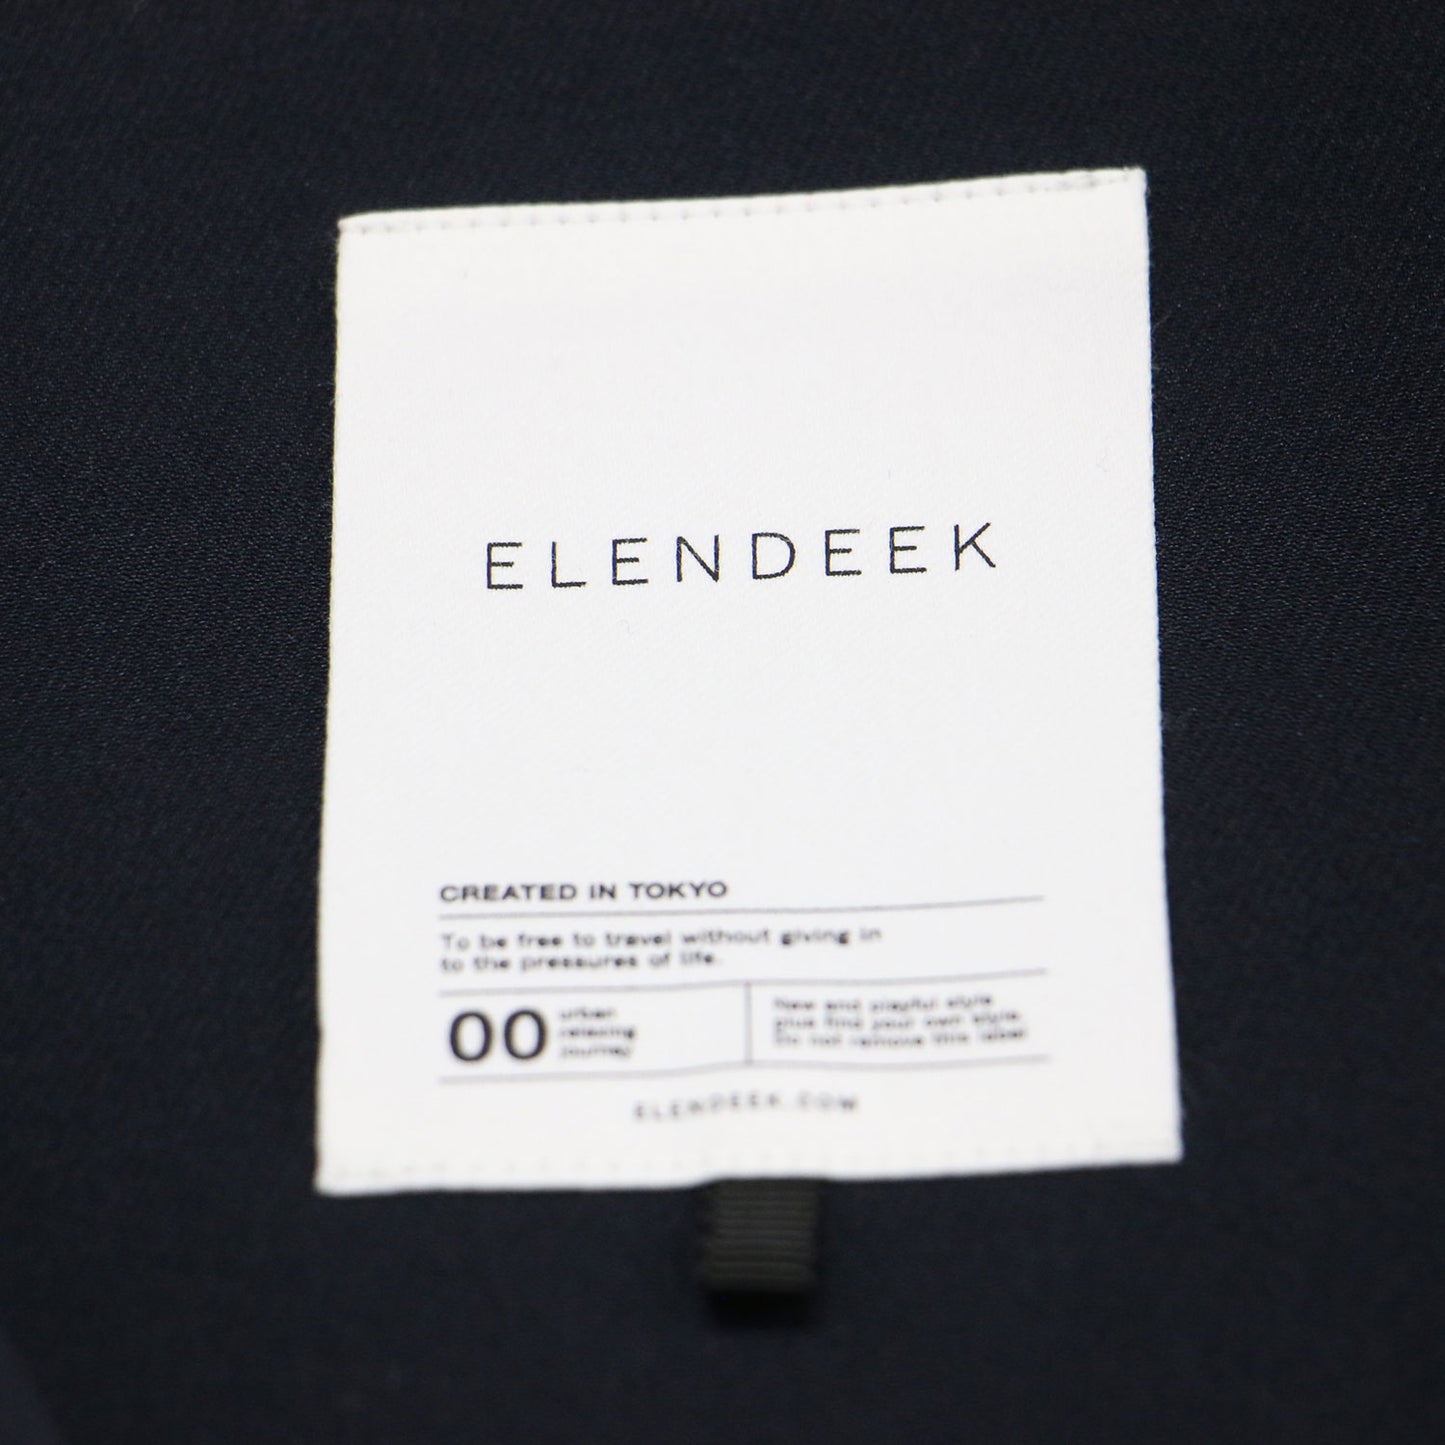 ELENDEEK
CREATED IN TOKYO
To be free to travel without giving in
to the pressures of life.
00
urban
relaxing
journey
New and playful style
plus find your own style.
Do not remove this label
ELENDEEK.COM